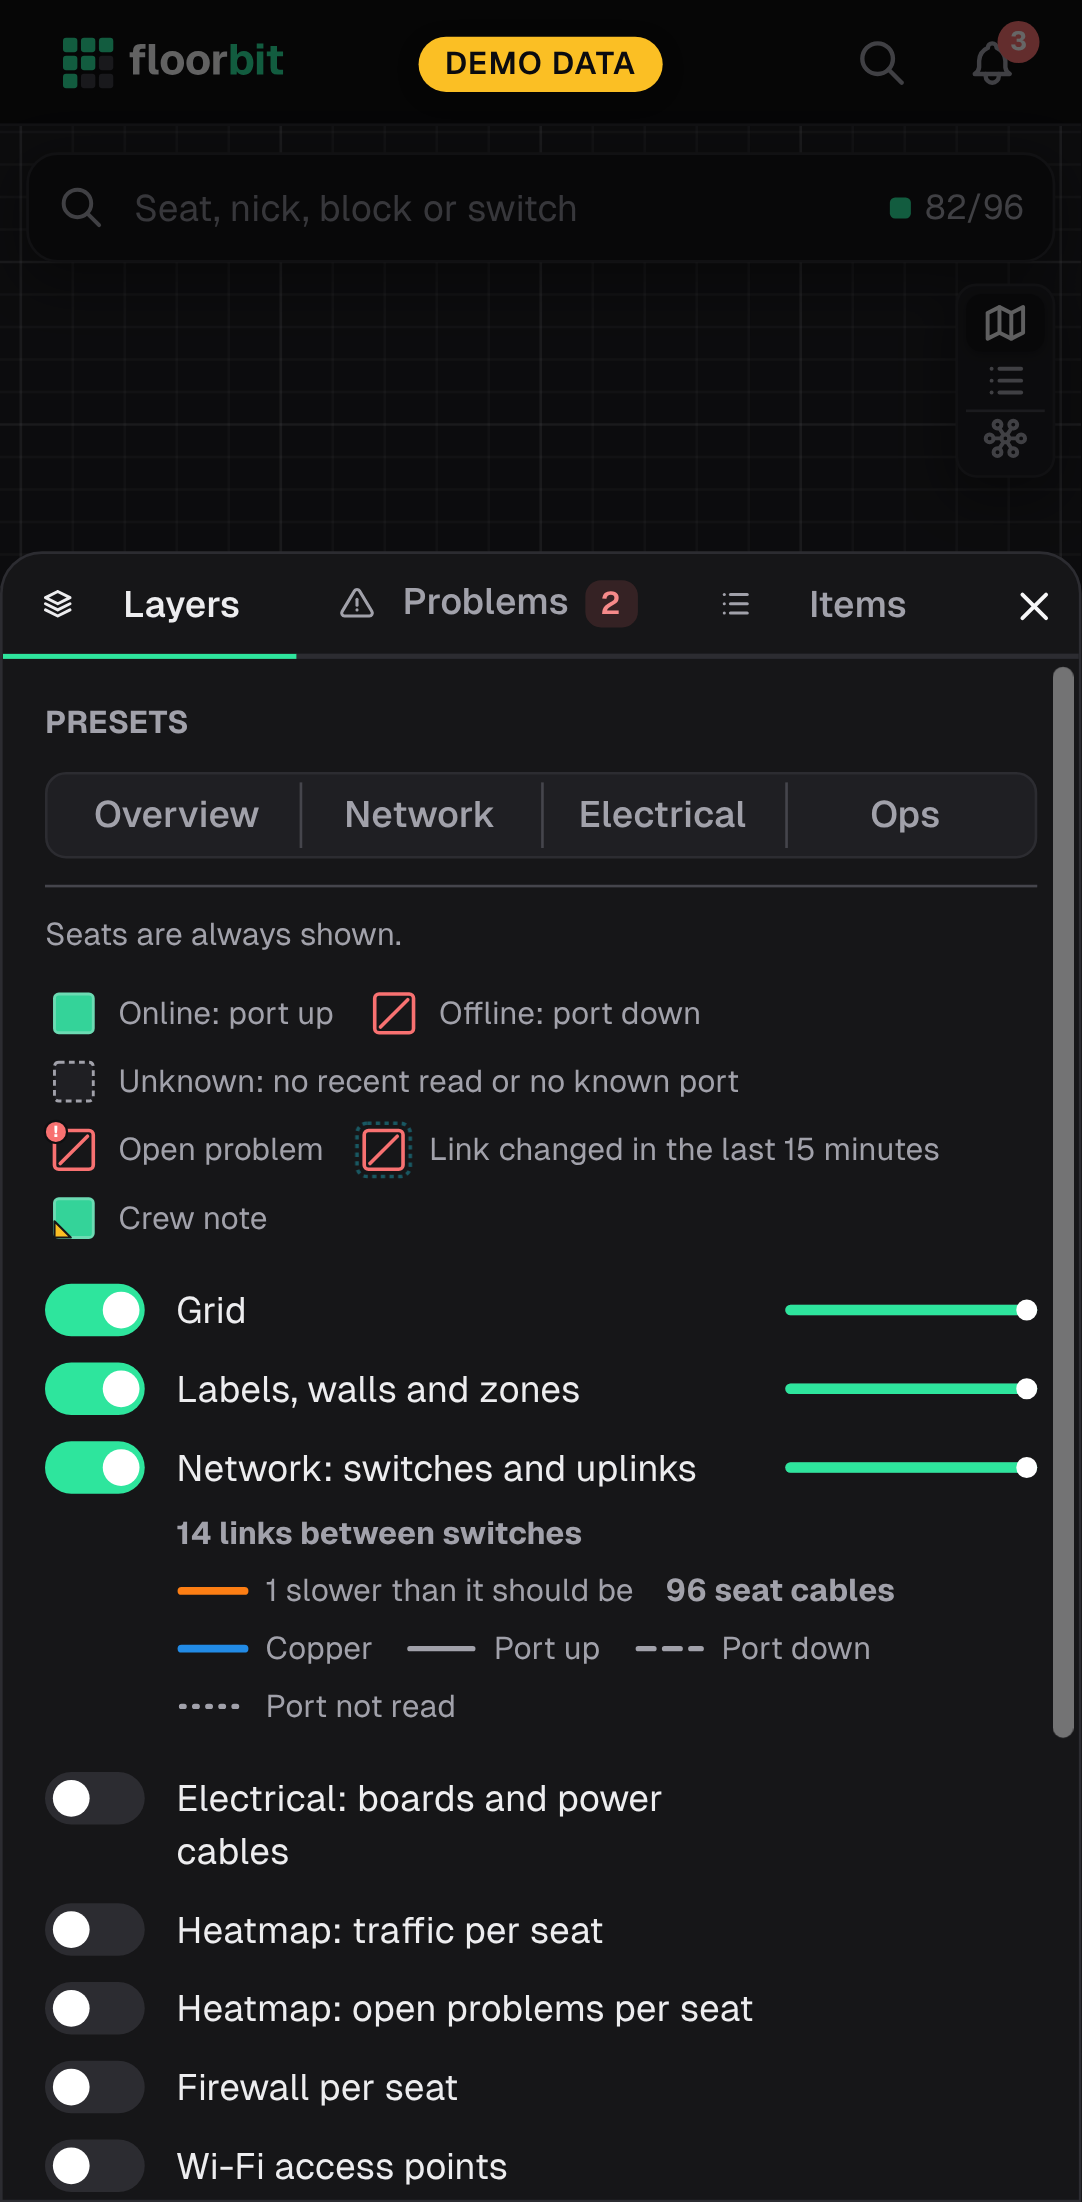 floorbit
DEMO DATA
3
Seat, nick, block or switch
82/96
Layers
Problems 2
Items
PRESETS
Overview
Network
Electrical
Ops
Seats are always shown.
Online: port up
Offline: port down
Unknown: no recent read or no known port
Open problem
Link changed in the last 15 minutes
Crew note
Grid
Labels, walls and zones
Network: switches and uplinks
14 links between switches
1 slower than it should be
96 seat cables
Copper
Port up
Port down
Port not read
Electrical: boards and power
cables
Heatmap: traffic per seat
Heatmap: open problems per seat
Firewall per seat
Wi-Fi access points